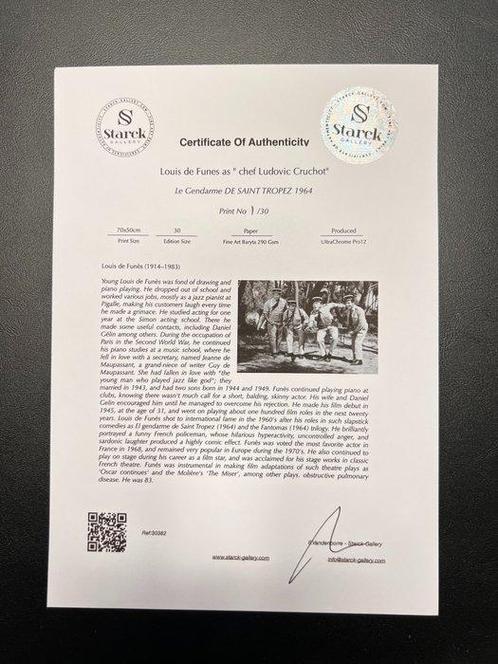 Starck
GALLERY
Starck
GALLERY
Certificate Of Authenticity
Louis de Funes as " chef Ludovic Cruchot"
Le Gendarme DE SAINT TROPEZ 1964
Print No 1 /30
70x50cm 30 Paper Produced
Print Size Edition Size Fine Art Baryta 290 Gsm UltraChrome Pro12
Louis de Funès (1914–1983)
Young Louis de Funès was fond of drawing and
piano playing. He dropped out of school and
worked various jobs, mostly as a jazz pianist at
Pigalle, making his customers laugh every time
he made a grimace. He studied acting for one
year at the Simon acting school. There he
made some useful contacts, including Daniel
Gélin among others. During the occupation of
Paris in the Second World War, he continued
his piano studies at a music school, where he
fell in love with a secretary, named Jeanne de
Maupassant, a grand-niece of writer Guy de
Maupassant. She had fallen in love with "the
young man who played jazz like god"; they
married in 1943, and had two sons born in 1944 and 1949. Funès continued playing piano at
clubs, knowing there wasn't much call for a short, balding, skinny actor. His wife and Daniel
Gelin encouraged him until he managed to overcome his rejection. He made his film debut in
1945, at the age of 31, and went on playing about one hundred film roles in the next twenty
years. Louis de Funès shot to international fame in the 1960's after his roles in such slapstick
comedies as El gendarme de Saint Tropez (1964) and the Fantomas (1964) trilogy. He brilliantly
portrayed a funny French policeman, whose hilarious hyperactivity, uncontrolled anger, and
sardonic laughter produced a highly comic effect. Funès was voted the most favorite actor in
France in 1968, and remained very popular in Europe during the 1970's. He also continued to
play on stage during his career as a film star, and was acclaimed for his stage works in classic
French theatre. Funès was instrumental in making film adaptations of such theatre plays as
'Oscar continues' and the Molière's 'The Miser', among other plays. obstructive pulmonary
disease. He was 83.
Ref:30382
Evandenborre - Starck-Gallery
www.starck-gallery.com info@starck-gallery.com